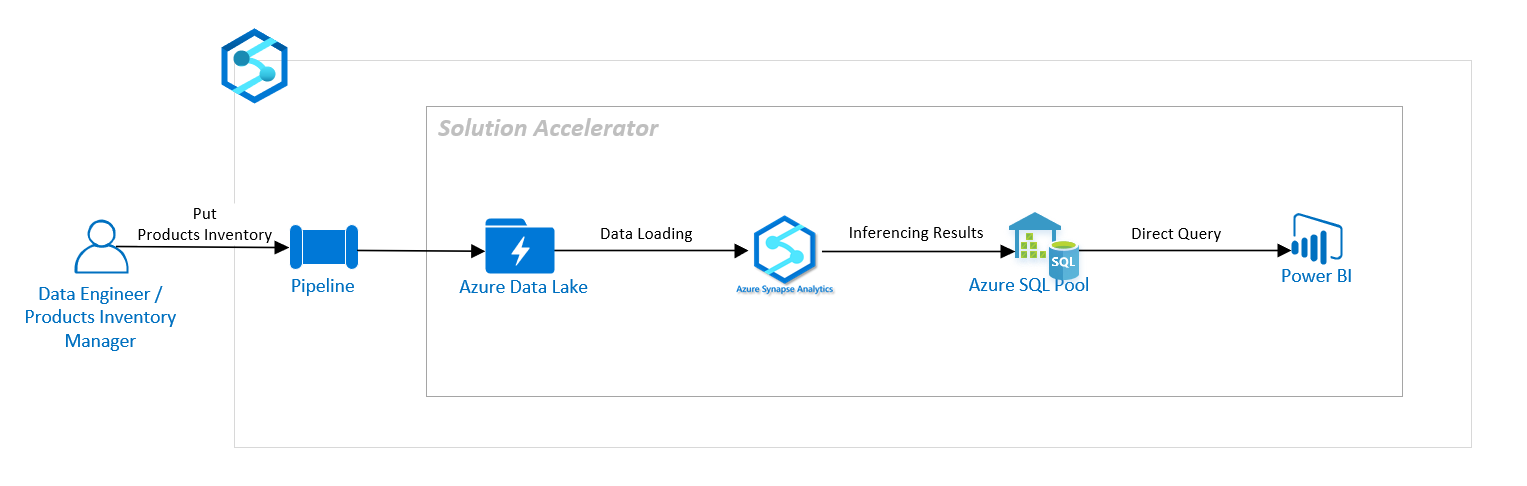 Solution Accelerator
Put
Products Inventory
Data Loading
Inferencing Results
Direct Query
SQL
Data Engineer /
Products Inventory
Manager
Pipeline
Azure Data Lake
Azure Synapse Analytics
Azure SQL Pool
Power BI